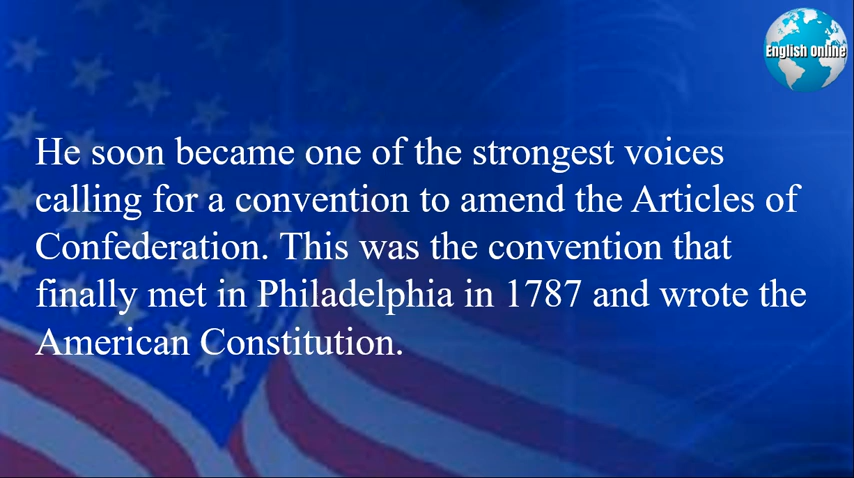 English Online
He soon became one of the strongest voices
calling for a convention to amend the Articles of
Confederation. This was the convention that
finally met in Philadelphia in 1787 and wrote the
American Constitution.